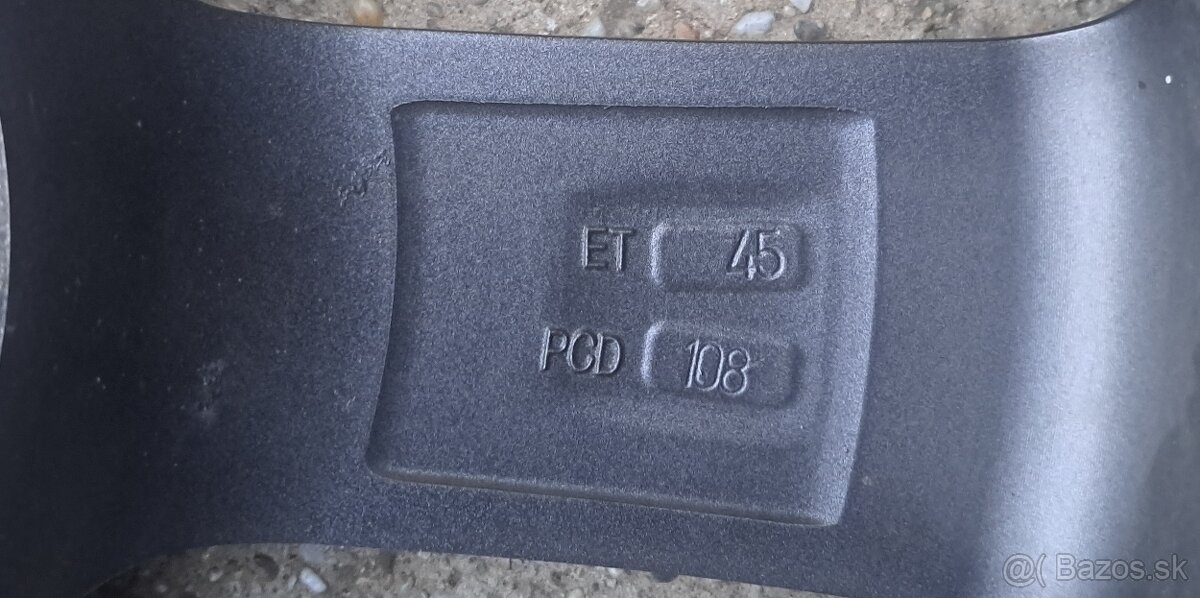 ET 45
PCD 108
@( Bazos.sk